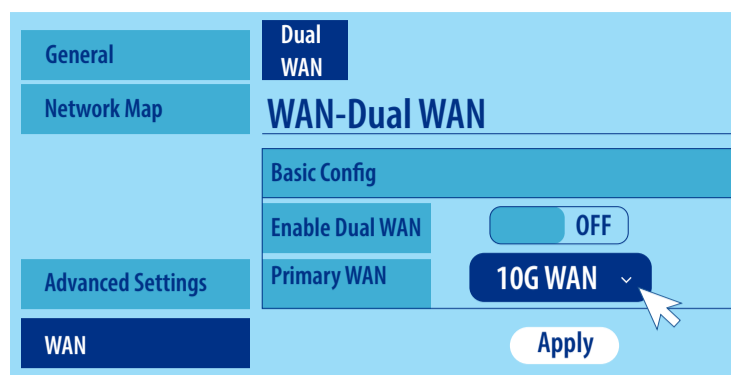 General
Network Map
Advanced Settings
WAN
Dual
WAN
WAN-Dual WAN
Basic Config
Enable Dual WAN OFF
Primary WAN 10G WAN
Apply